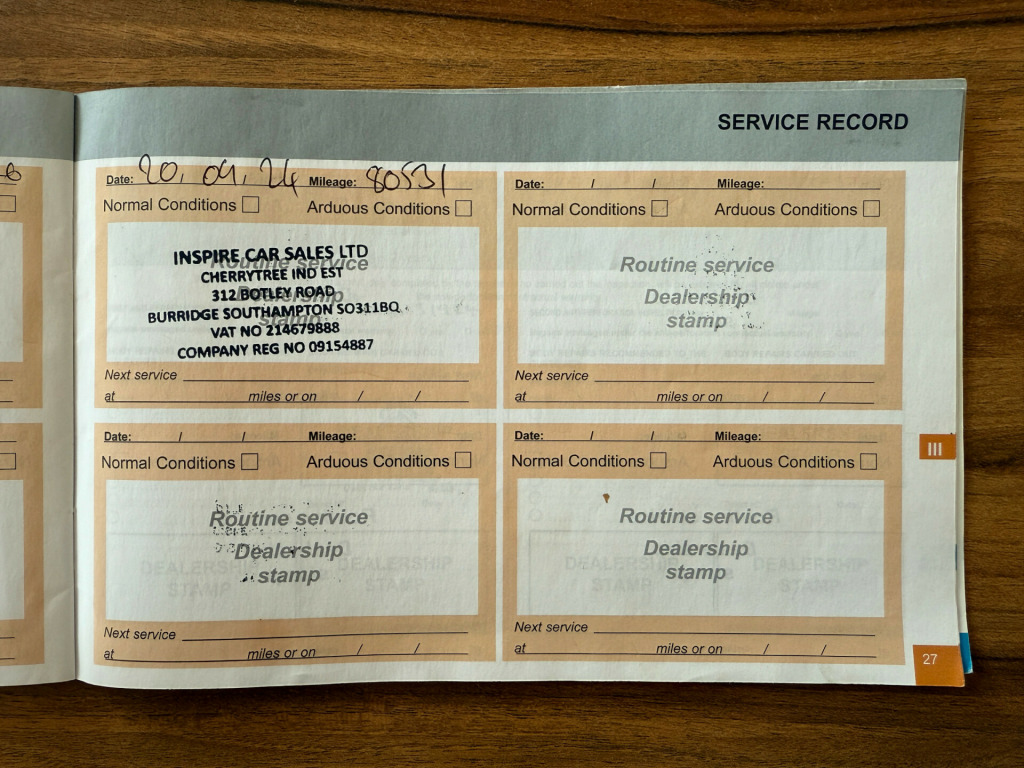 SERVICE RECORD
Date: 20. 04. 24 Mileage: 80531
Normal Conditions Arduous Conditions
INSPIRE CAR SALES LTD
Routine service
CHERRYTREE IND EST
Dealership
312 BOTLEY ROAD
BURRIDGE SOUTHAMPTON SO311BQ
stamp
VAT NO 214679888
COMPANY REG NO 09154887
Next service
at miles or on / /
Date: / / Mileage:
Normal Conditions Arduous Conditions
Routine service
Dealership
stamp
Next service
at miles or on / /
Date: / / Mileage:
Normal Conditions Arduous Conditions
Routine service
Dealership
stamp
Next service
at miles or on / /
Date: / / Mileage:
Normal Conditions Arduous Conditions
Routine service
Dealership
stamp
Next service
at miles or on / /
III
27